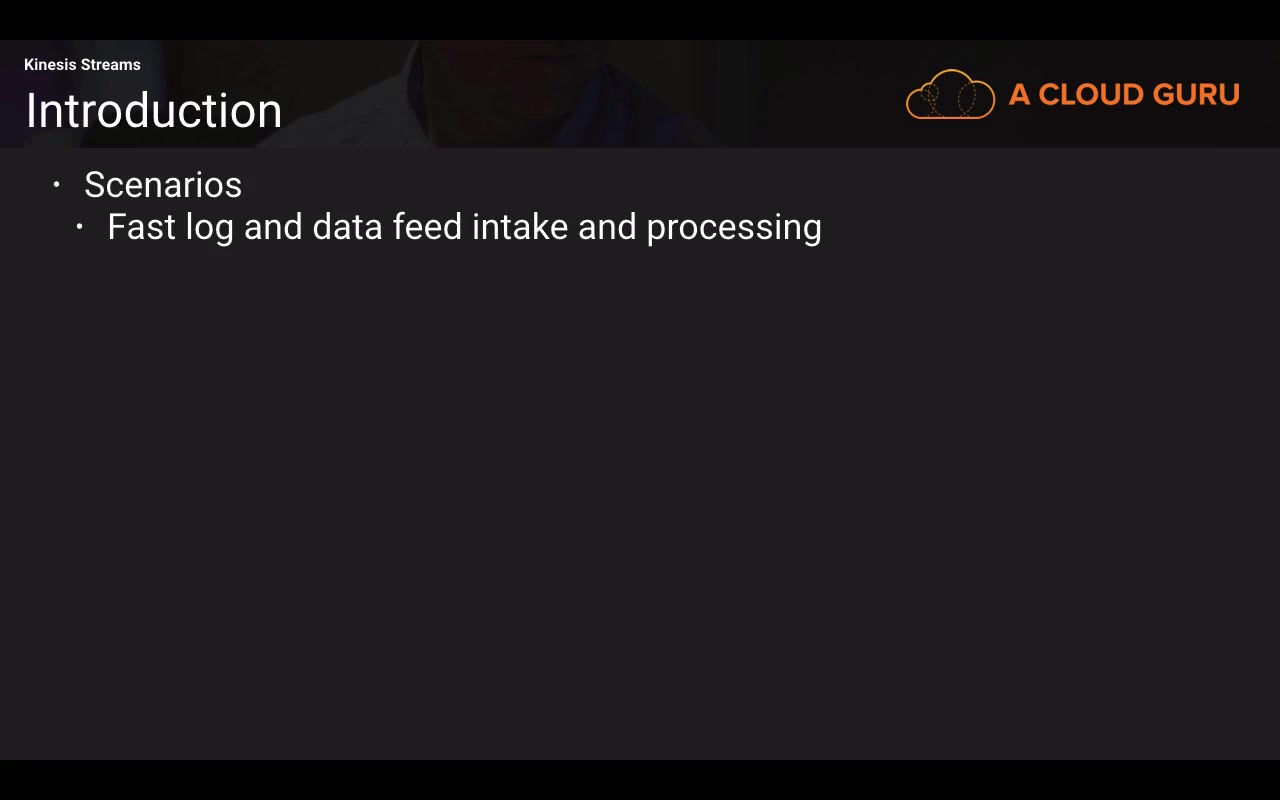 Kinesis Streams
Introduction
A CLOUD GURU
• Scenarios
• Fast log and data feed intake and processing